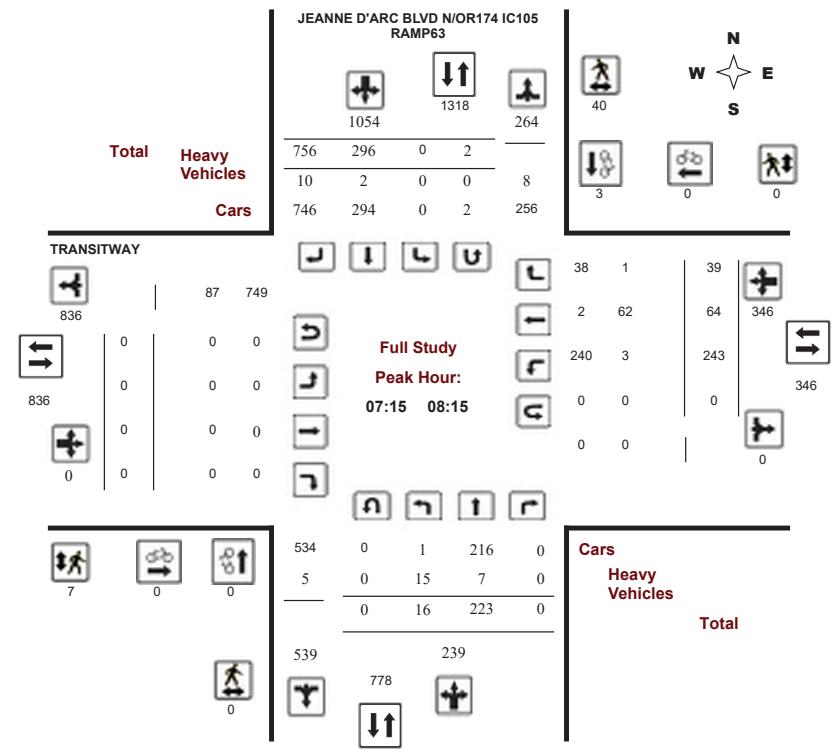 JEANNE D'ARC BLVD N/OR174 IC105
RAMP63
N
W E
S
1318
40
1054 264
Total Heavy
Vehicles
756 296 0 2
10 2 0 0 8
Cars 746 294 0 2 256
3 0 0
TRANSITWAY
836
87 749
38 1 39
2 62 64 346
0 0 0
Full Study
240 3 243
836
0 0 0
Peak Hour:
346
07:15 08:15
0 0 0
0 0 0
0
0 0
0
0 0 0
534 0 1 216 0 Cars
5 0 15 7 0 Heavy
Vehicles
7 0 0
0 16 223 0
Total
539 239
778
0